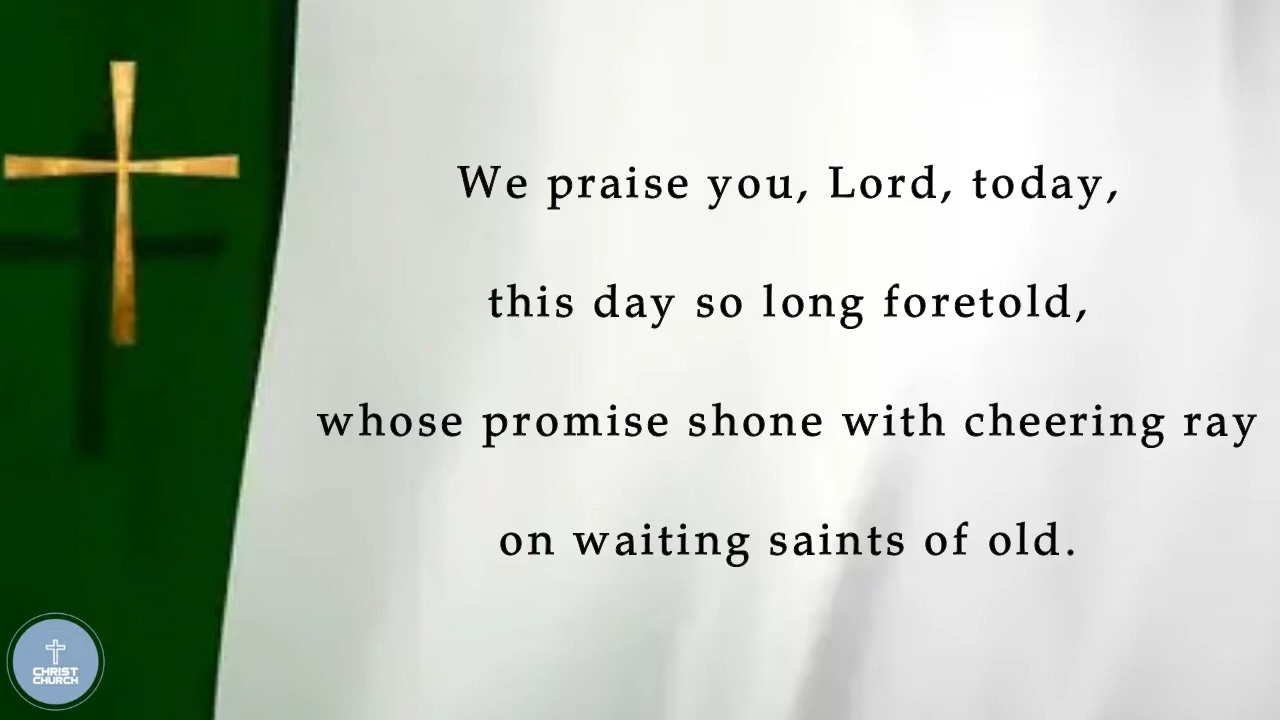 We praise you, Lord, today,
this day so long foretold,
whose promise shone with cheering ray
on waiting saints of old.
CHRIST
CHURCH